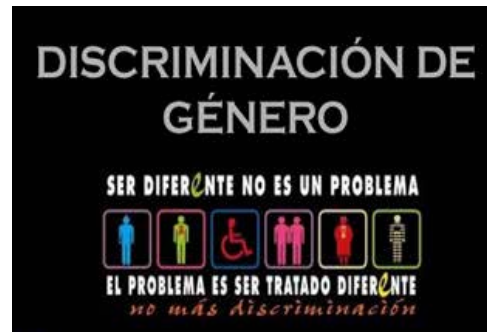 DISCRIMINACIÓN DE
GÉNERO
SER DIFEReNTE NO ES UN PROBLEMA
EL PROBLEMA ES SER TRATADO DIFEReNTE
no más discriminación